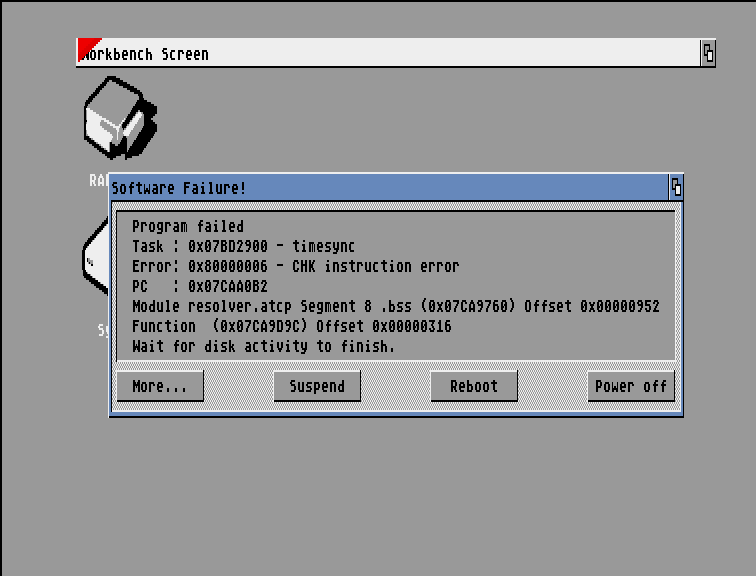 Workbench Screen
RA
Software Failure!
Program failed
Task : 0x07BD2900 - timesync
Error: 0x80000006 - CHK instruction error
PC   : 0x07CAA0B2
Module resolver.atcp Segment 8 .bss (0x07CA9760) Offset 0x00000952
Function  (0x07CA9D9C) Offset 0x00000316
Wait for disk activity to finish.
Sy
More... Suspend Reboot Power off